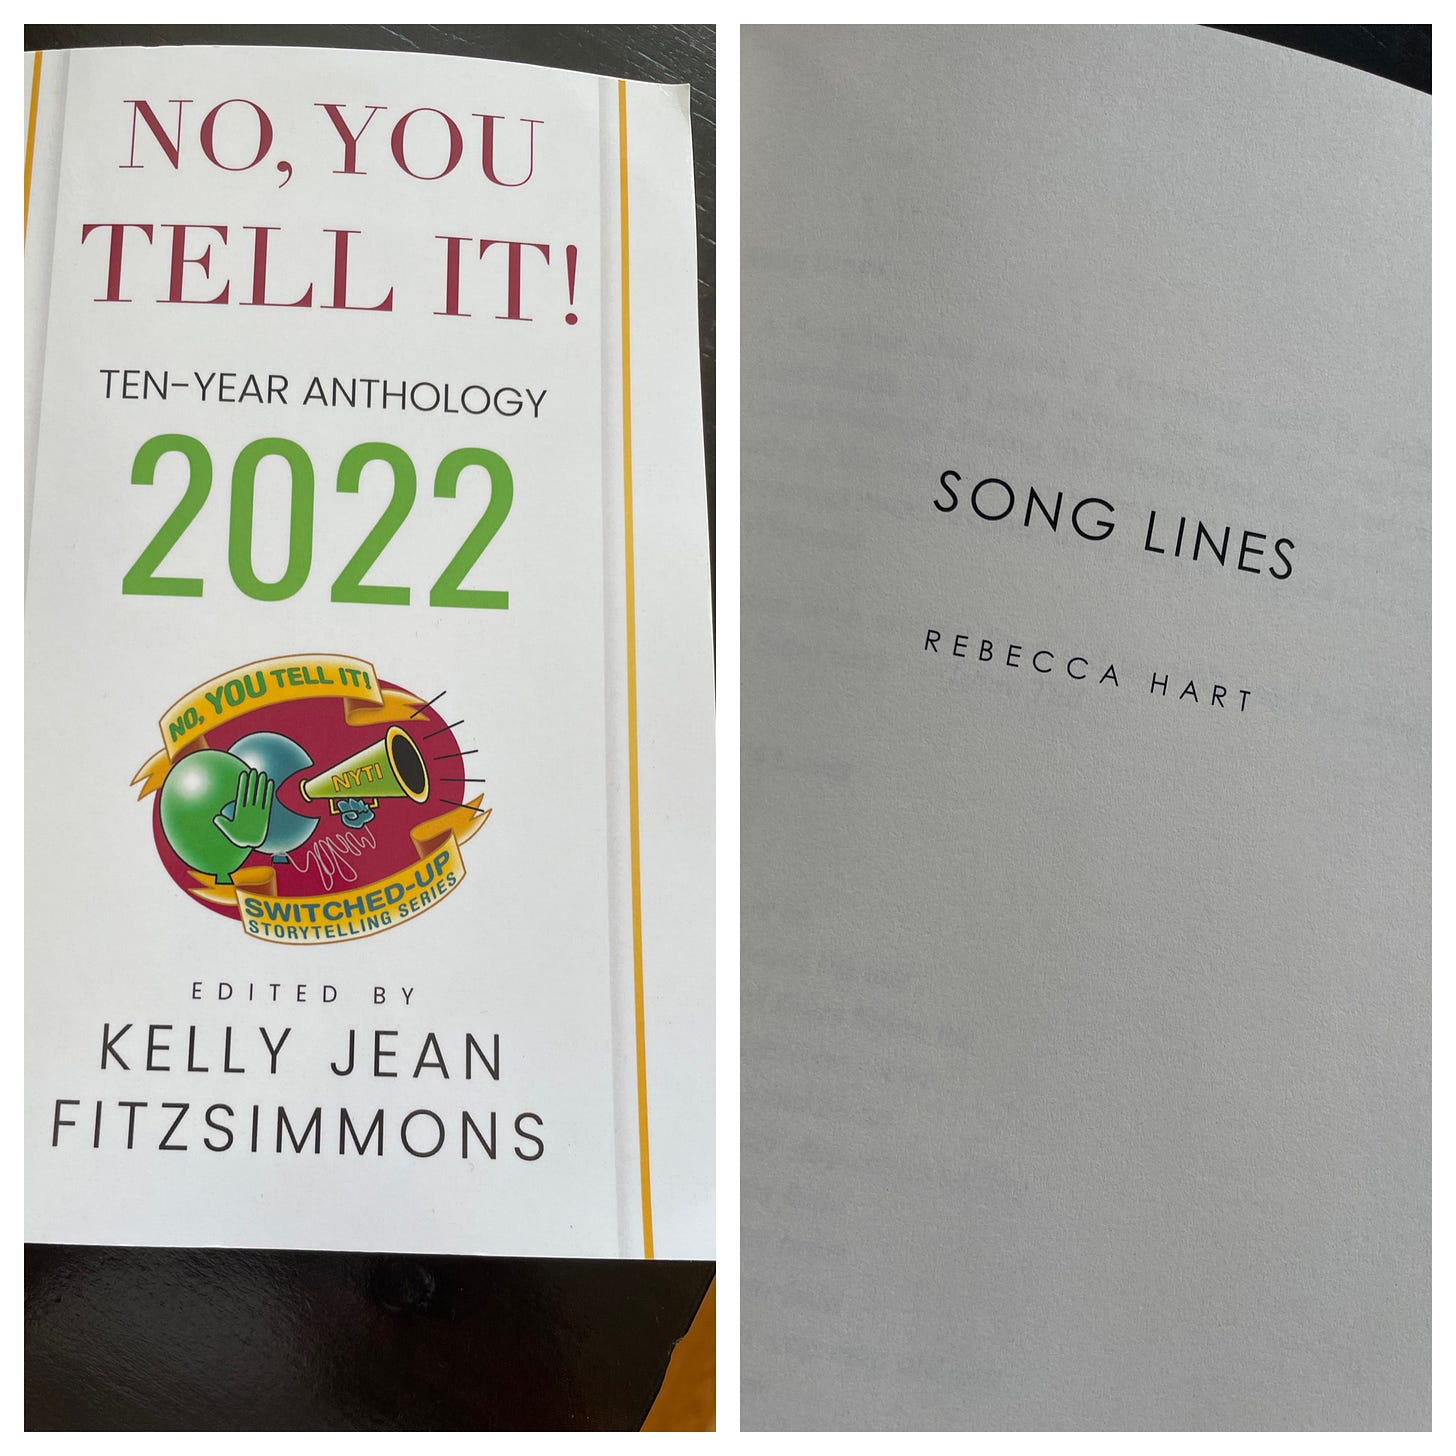 NO, YOU
TELL IT!
TEN-YEAR ANTHOLOGY
2022
NO, YOU TELL IT!
NYTI
SWITCHED-UP
STORYTELLING SERIES
EDITED BY
KELLY JEAN
FITZSIMMONS
SONG LINES
REBECCA HART